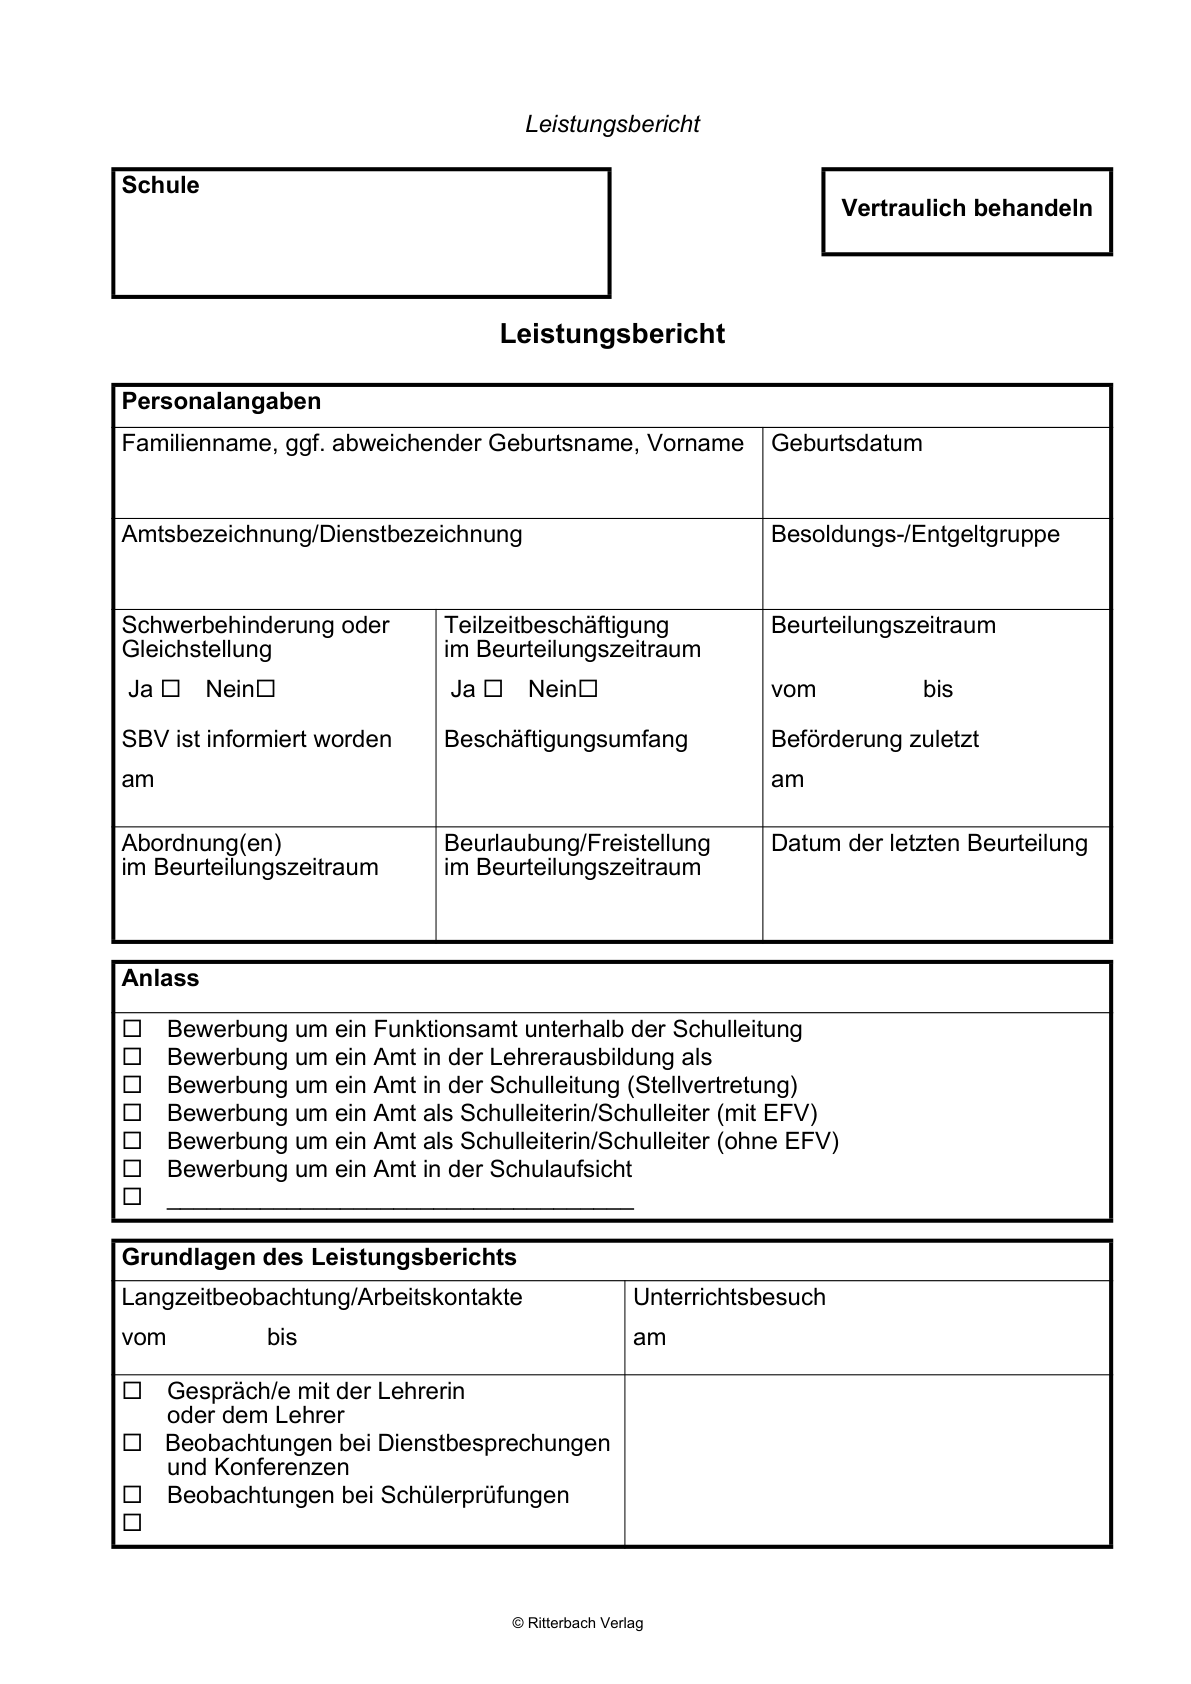 Leistungsbericht
Schule
Vertraulich behandeln
Leistungsbericht
Personalangaben
Familienname, ggf. abweichender Geburtsname, Vorname
Geburtsdatum
Amtsbezeichnung/Dienstbezeichnung
Besoldungs-/Entgeltgruppe
Schwerbehinderung oder
Gleichstellung
Ja ☐ Nein☐
SBV ist informiert worden
am
Teilzeitbeschäftigung
im Beurteilungszeitraum
Ja ☐ Nein☐
Beschäftigungsumfang
Beurteilungszeitraum
vom bis
Beförderung zuletzt
am
Abordnung(en)
im Beurteilungszeitraum
Beurlaubung/Freistellung
im Beurteilungszeitraum
Datum der letzten Beurteilung
Anlass
☐ Bewerbung um ein Funktionsamt unterhalb der Schulleitung
☐ Bewerbung um ein Amt in der Lehrerausbildung als
☐ Bewerbung um ein Amt in der Schulleitung (Stellvertretung)
☐ Bewerbung um ein Amt als Schulleiterin/Schulleiter (mit EFV)
☐ Bewerbung um ein Amt als Schulleiterin/Schulleiter (ohne EFV)
☐ Bewerbung um ein Amt in der Schulaufsicht
☐ ___________________________________
Grundlagen des Leistungsberichts
Langzeitbeobachtung/Arbeitskontakte
vom bis
Unterrichtsbesuch
am
☐ Gespräch/e mit der Lehrerin
oder dem Lehrer
☐ Beobachtungen bei Dienstbesprechungen
und Konferenzen
☐ Beobachtungen bei Schülerprüfungen
☐
© Ritterbach Verlag